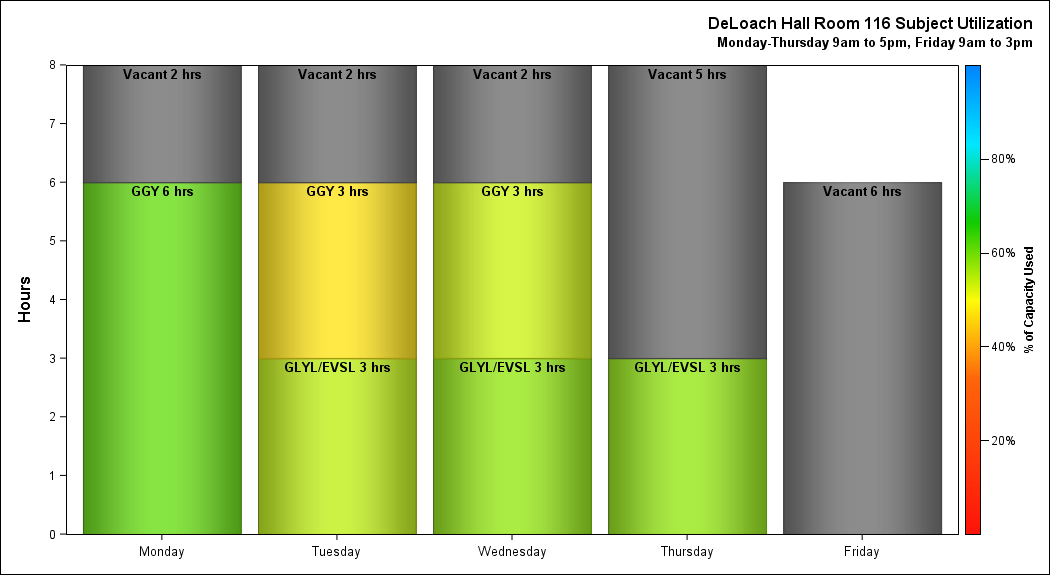 DeLoach Hall Room 116 Subject Utilization
Monday-Thursday 9am to 5pm, Friday 9am to 3pm
Hours
8
7
6
5
4
3
2
1
0
Vacant 2 hrs
GGY 6 hrs
Vacant 2 hrs
GGY 3 hrs
GLYL/EVSL 3 hrs
Vacant 2 hrs
GGY 3 hrs
GLYL/EVSL 3 hrs
Vacant 5 hrs
GLYL/EVSL 3 hrs
Vacant 6 hrs
Monday
Tuesday
Wednesday
Thursday
Friday
80%
60%
40%
20%
% of Capacity Used